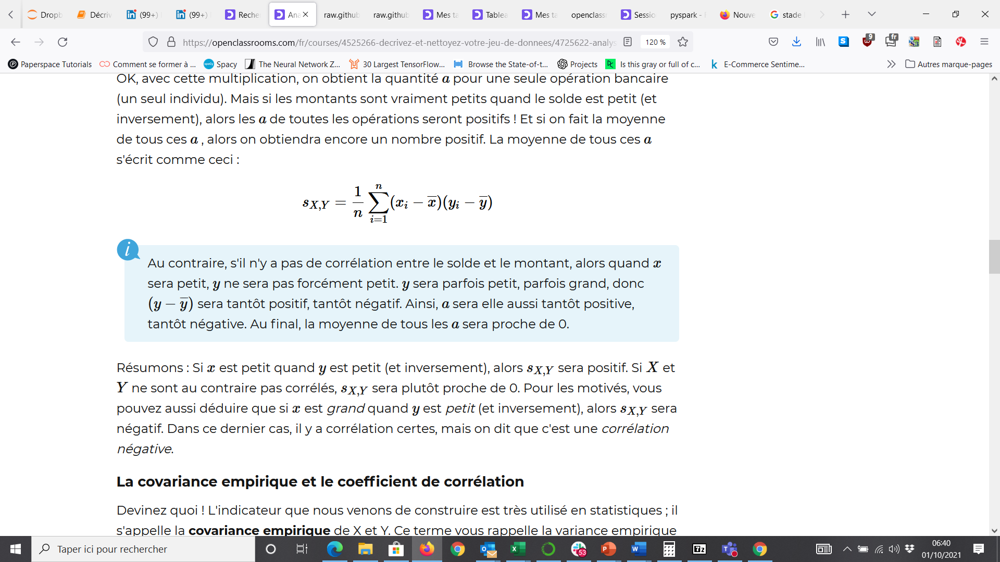 Dropb
Décriv
(99+)
(99+)
Reche
Ana
raw.github
raw.github
Mes ta
Tablea
Mes ta
openclassr
Sessio
pyspark -
Nouve
stade
https://openclassrooms.com/fr/courses/4525266-decrivez-et-nettoyez-votre-jeu-de-donnees/4725622-analys
120 %
9
fr
Paperspace Tutorials
Comment se former à ...
Spacy
The Neural Network Z...
30 Largest TensorFlow...
Browse the State-of-t...
Projects
Is this gray or full of c...
E-Commerce Sentime...
Autres marque-pages
OK, avec cette multiplication, on obtient la quantité a pour une seule opération bancaire
(un seul individu). Mais si les montants sont vraiment petits quand le solde est petit (et
inversement), alors les a de toutes les opérations seront positifs ! Et si on fait la moyenne
de tous ces a , alors on obtiendra encore un nombre positif. La moyenne de tous ces a
s'écrit comme ceci :
s_{X,Y} = \frac{1}{n} \sum_{i=1}^{n} (x_i − \overline{x})(y_i − \overline{y})
Au contraire, s'il n'y a pas de corrélation entre le solde et le montant, alors quand x
sera petit, y ne sera pas forcément petit. y sera parfois petit, parfois grand, donc
(y − \overline{y}) sera tantôt positif, tantôt négatif. Ainsi, a sera elle aussi tantôt positive,
tantôt négative. Au final, la moyenne de tous les a sera proche de 0.
Résumons : Si x est petit quand y est petit (et inversement), alors s_{X,Y} sera positif. Si X et
Y ne sont au contraire pas corrélés, s_{X,Y} sera plutôt proche de 0. Pour les motivés, vous
pouvez aussi déduire que si x est grand quand y est petit (et inversement), alors s_{X,Y} sera
négatif. Dans ce dernier cas, il y a corrélation certes, mais on dit que c'est une corrélation
négative.
La covariance empirique et le coefficient de corrélation
Devinez quoi ! L'indicateur que nous venons de construire est très utilisé en statistiques ; il
s'appelle la covariance empirique de X et Y. Ce terme vous rappelle la variance empirique
Taper ici pour rechercher
53
7z
06:40
01/10/2021